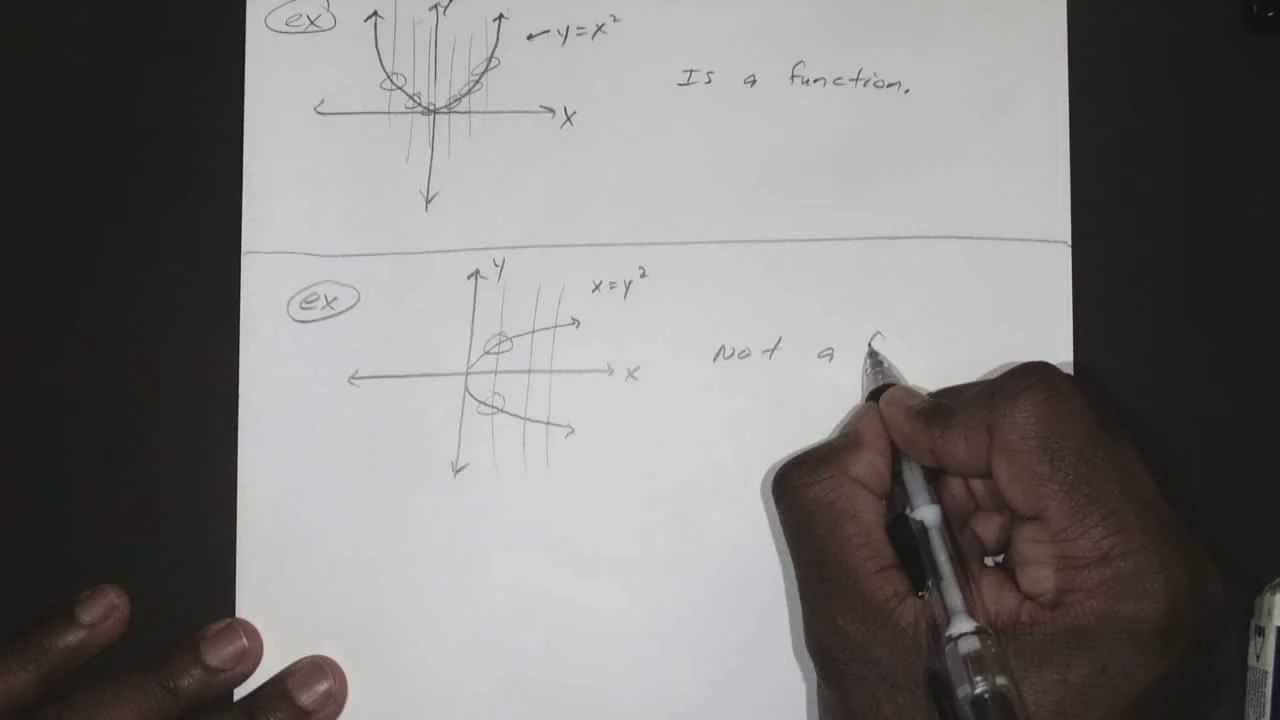 ex
y
y=x²
Is a function.
x
ex
y
x=y²
Not a f
x